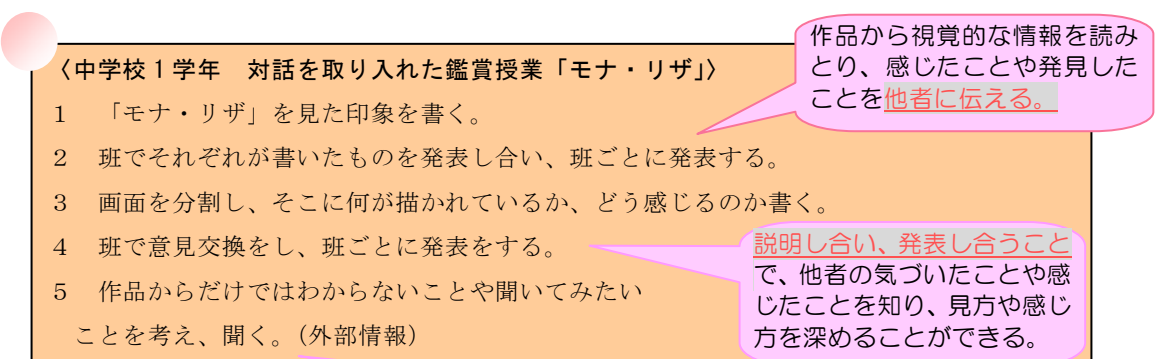 〈中学校１学年　対話を取り入れた鑑賞授業「モナ・リザ」〉
作品から視覚的な情報を読み
とり、感じたことや発見した
ことを他者に伝える。
１　「モナ・リザ」を見た印象を書く。
２　班でそれぞれが書いたものを発表し合い、班ごとに発表する。
３　画面を分割し、そこに何が描かれているか、どう感じるのか書く。
４　班で意見交換をし、班ごとに発表をする。
説明し合い、発表し合うこと
で、他者の気づいたことや感
じたことを知り、見方や感じ
方を深めることができる。
５　作品からだけではわからないことや聞いてみたい
ことを考え、聞く。（外部情報）